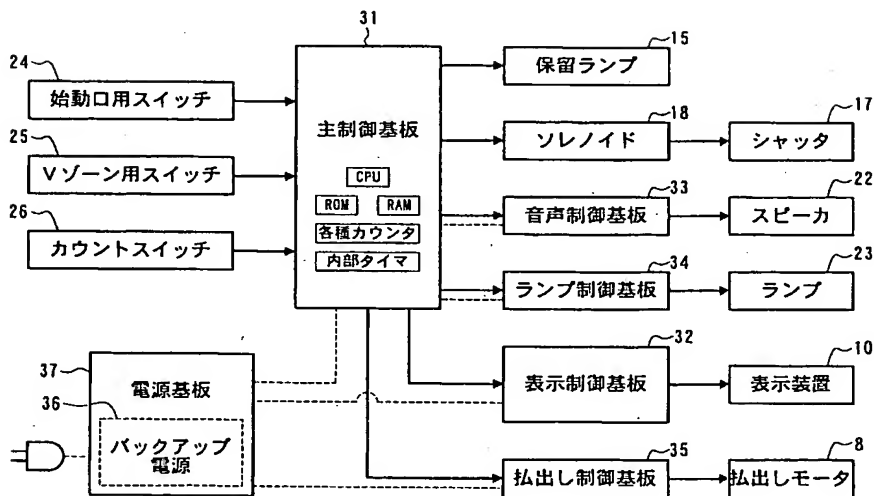 31
24
始動口用スイッチ
25
Vゾーン用スイッチ
26
カウントスイッチ
主制御基板
CPU
ROM RAM
各種カウンタ
内部タイマ
15
保留ランプ
18
ソレノイド
17
シャッタ
33
音声制御基板
22
スピーカ
34
ランプ制御基板
23
ランプ
32
表示制御基板
10
表示装置
35
払出し制御基板
8
払出しモータ
37
電源基板
36
バックアップ
電源